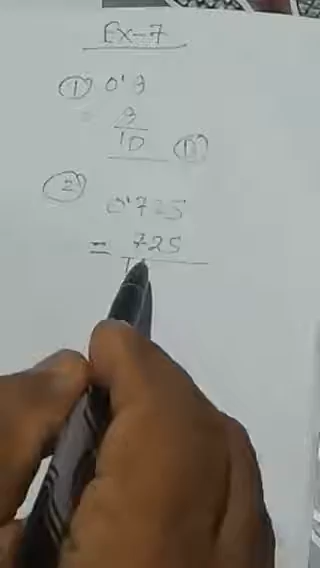 Ex-7
① 0.9
= 9/10
② 0.725
= 725/1